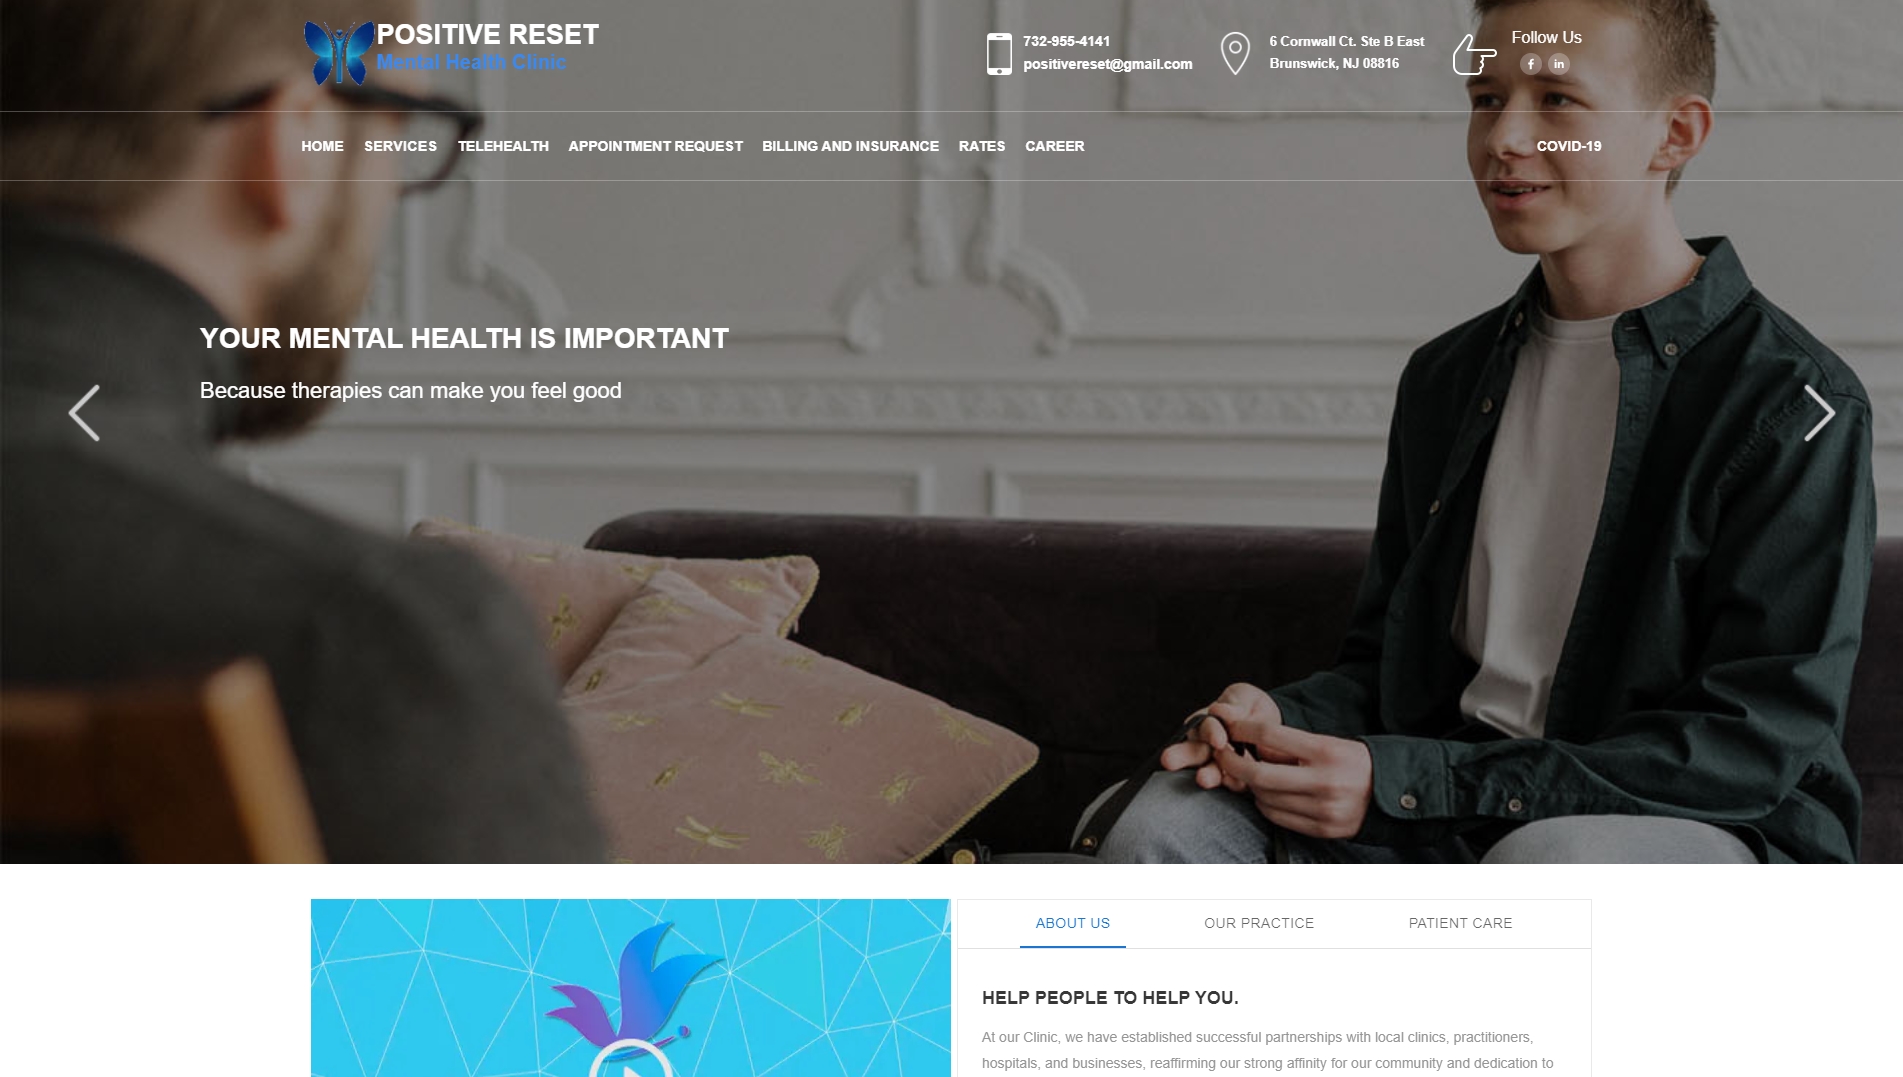 POSITIVE RESET
Mental Health Clinic
732-955-4141
positivereset@gmail.com
6 Cornwall Ct. Ste B East
Brunswick, NJ 08816
Follow Us
HOME SERVICES TELEHEALTH APPOINTMENT REQUEST BILLING AND INSURANCE RATES CAREER COVID-19
YOUR MENTAL HEALTH IS IMPORTANT
Because therapies can make you feel good
ABOUT US OUR PRACTICE PATIENT CARE
HELP PEOPLE TO HELP YOU.
At our Clinic, we have established successful partnerships with local clinics, practitioners,
hospitals, and businesses, reaffirming our strong affinity for our community and dedication to